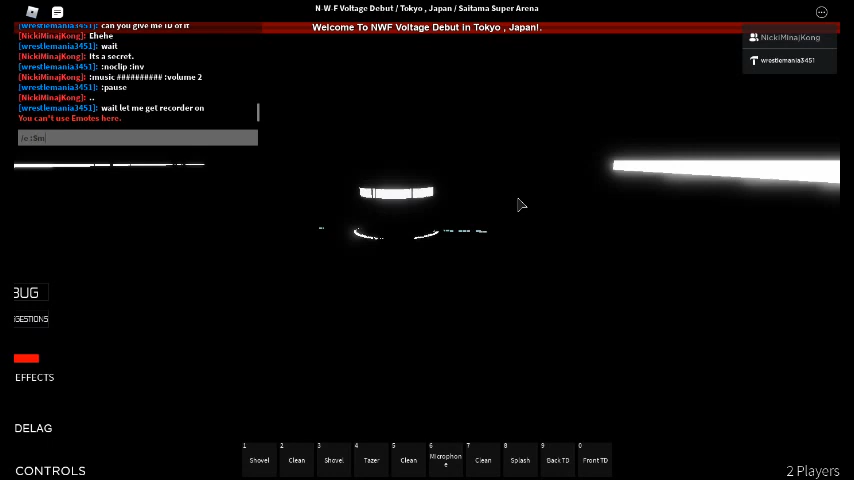 N-W-F Voltage Debut / Tokyo , Japan / Saitama Super Arena
Welcome To NWF Voltage Debut in Tokyo , Japan!.
[wrestlemania3451]: can you give me ID of it
[NickiMinajKong]: Ehehe
[wrestlemania3451]: wait
[NickiMinajKong]: Its a secret.
[wrestlemania3451]: :noclip :inv
[NickiMinajKong]: :music ########## :volume 2
[wrestlemania3451]: :pause
[NickiMinajKong]: ..
[wrestlemania3451]: wait let me get recorder on
You can't use Emotes here.
/e :Sm
NickiMinajKong
wrestlemania3451
BUG
GESTIONS
EFFECTS
DELAG
CONTROLS
1 Shovel
2 Clean
3 Shovel
4 Tazer
5 Clean
6 Microphon
e
7 Clean
8 Splash
9 Back TD
0 Front TD
2 Players